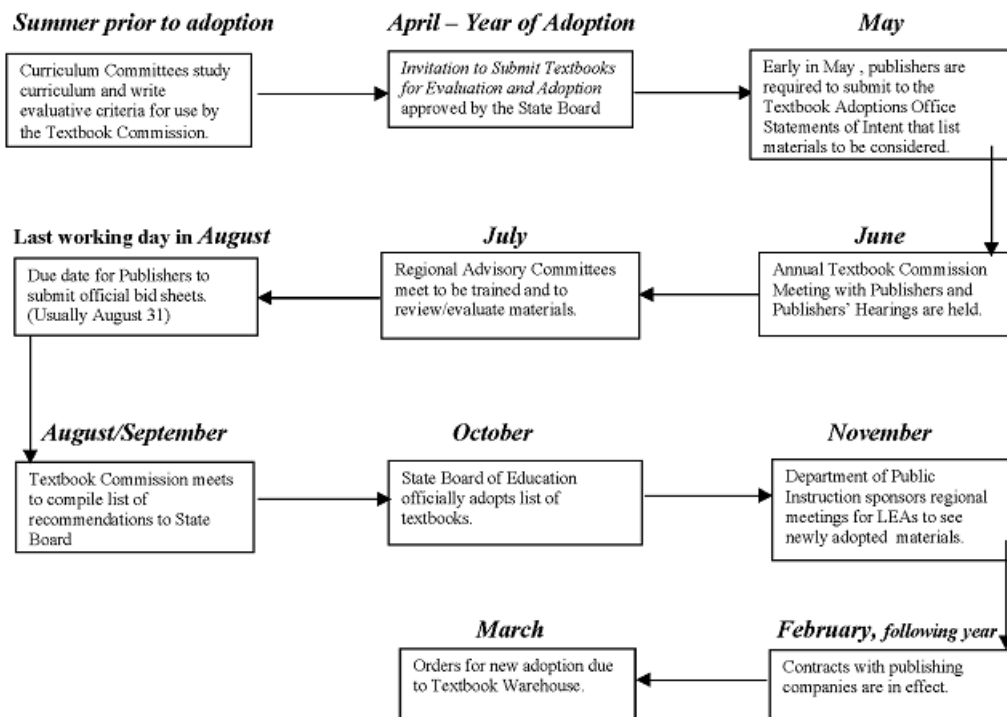 Summer prior to adoption
April – Year of Adoption
May
Curriculum Committees study
curriculum and write
evaluative criteria for use by
the Textbook Commission.
Invitation to Submit Textbooks
for Evaluation and Adoption
approved by the State Board
Early in May , publishers are
required to submit to the
Textbook Adoptions Office
Statements of Intent that list
materials to be considered.
Last working day in August
July
June
Due date for Publishers to
submit official bid sheets.
(Usually August 31)
Regional Advisory Committees
meet to be trained and to
review/evaluate materials.
Annual Textbook Commission
Meeting with Publishers and
Publishers’ Hearings are held.
August/September
October
November
Textbook Commission meets
to compile list of
recommendations to State
Board
State Board of Education
officially adopts list of
textbooks.
Department of Public
Instruction sponsors regional
meetings for LEAs to see
newly adopted materials.
March
February, following year
Orders for new adoption due
to Textbook Warehouse.
Contracts with publishing
companies are in effect.